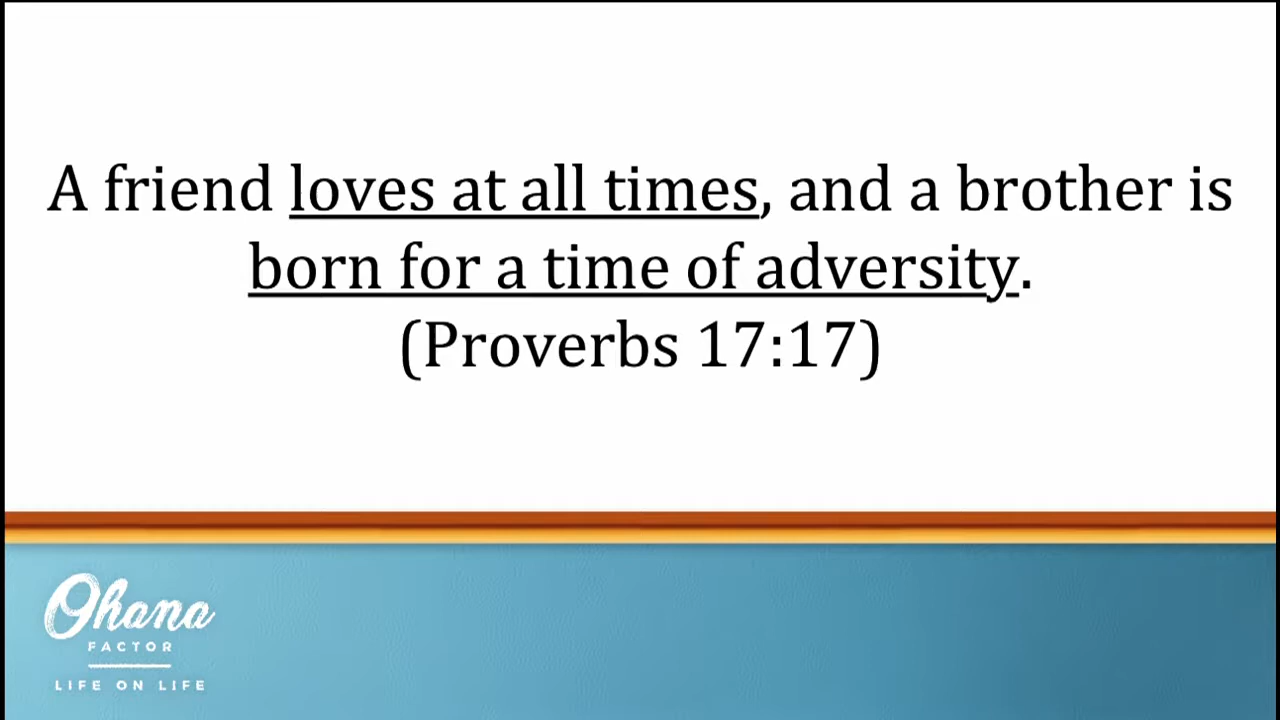 A friend loves at all times, and a brother is
born for a time of adversity.
(Proverbs 17:17)
Ohana
FACTOR
LIFE ON LIFE